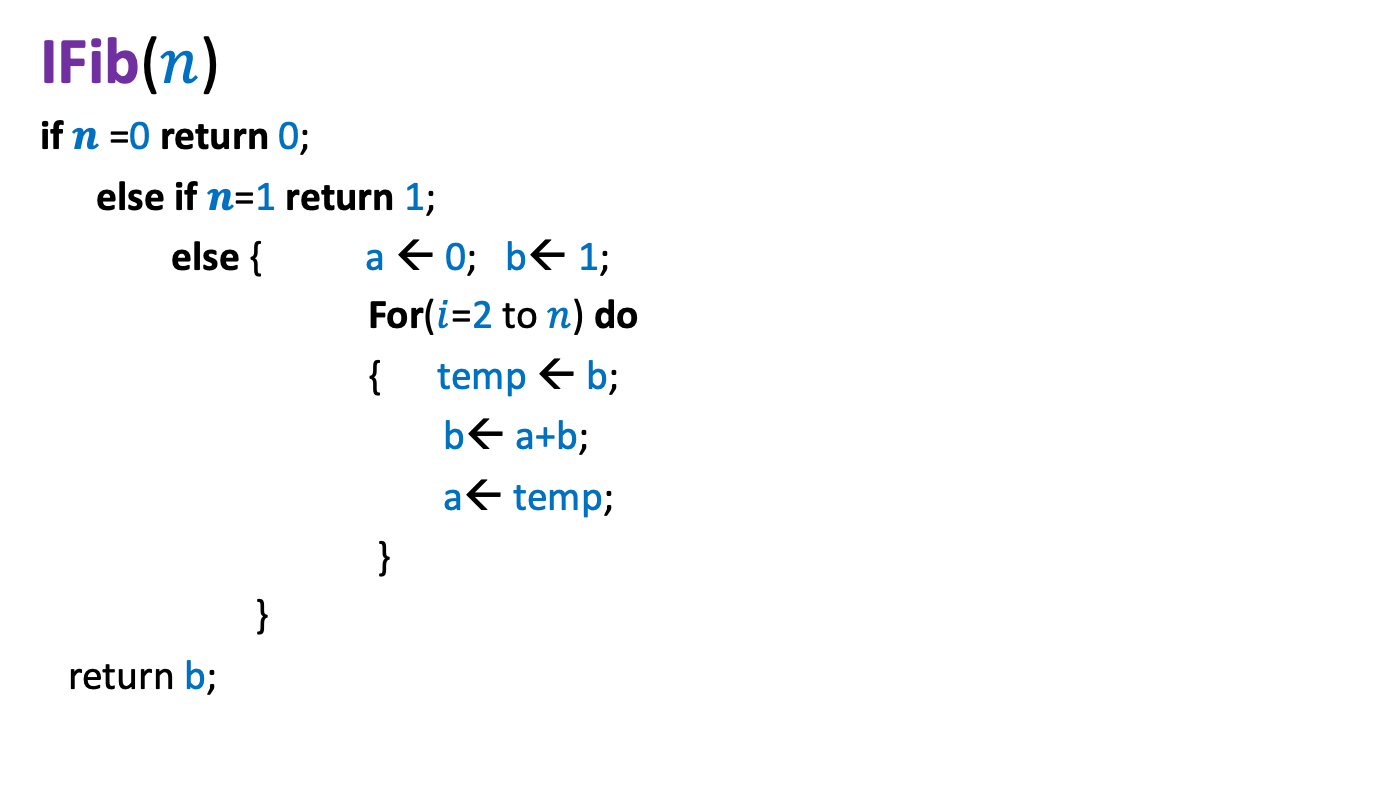 IFib(n)
if n =0 return 0;
else if n=1 return 1;
else { a ← 0; b← 1;
For(i=2 to n) do
{ temp ← b;
b← a+b;
a← temp;
}
}
return b;